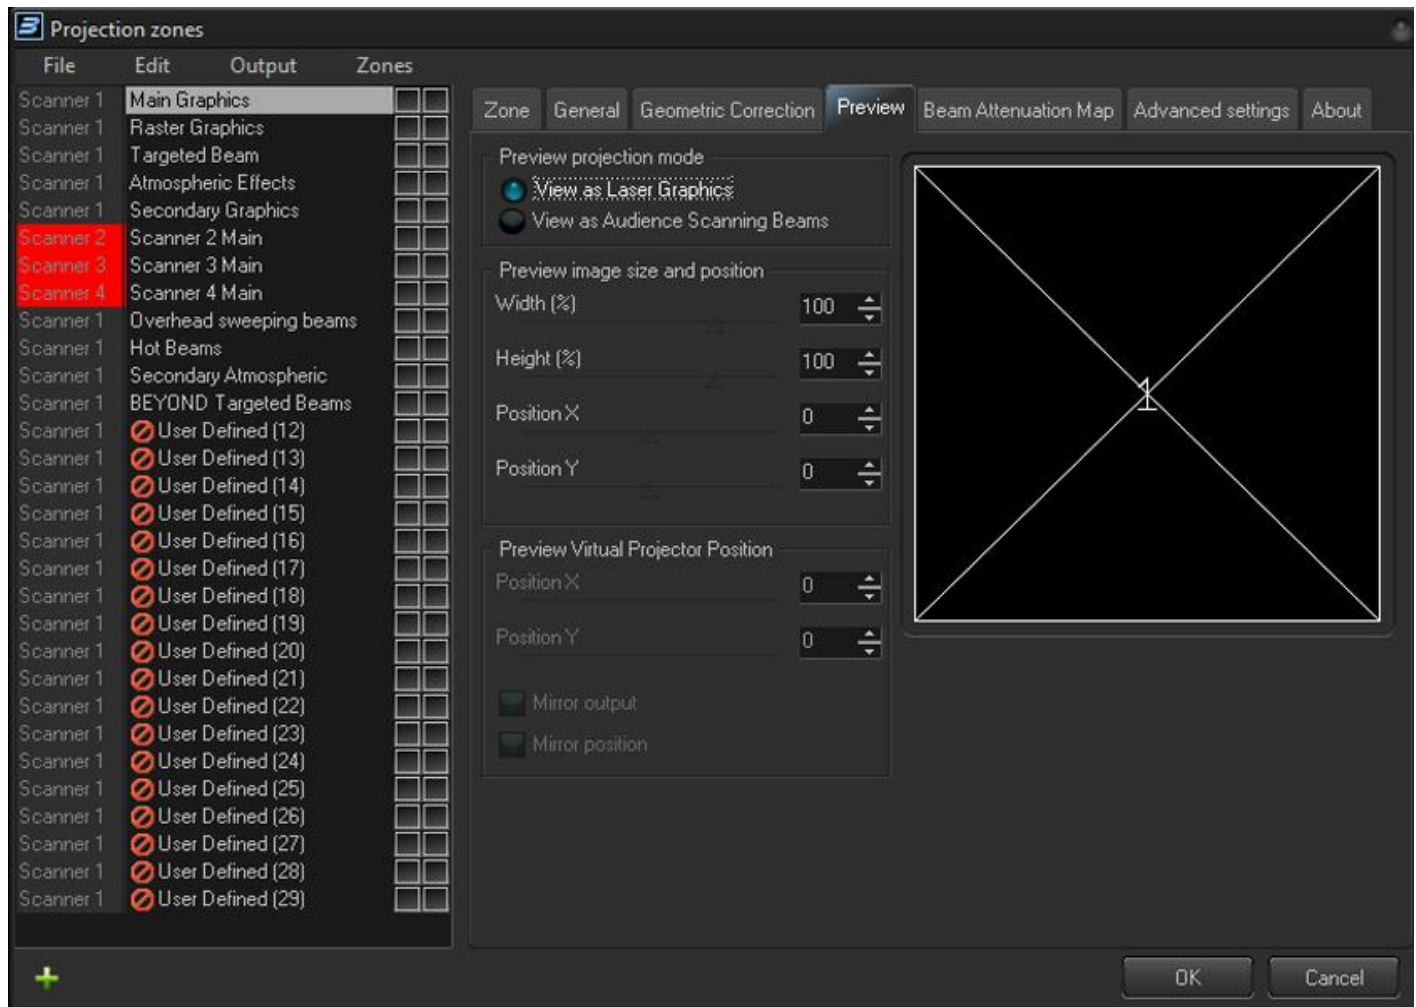 Projection zones
File Edit Output Zones
Scanner 1 Main Graphics
Scanner 1 Raster Graphics
Scanner 1 Targeted Beam
Scanner 1 Atmospheric Effects
Scanner 1 Secondary Graphics
Scanner 2 Scanner 2 Main
Scanner 3 Scanner 3 Main
Scanner 4 Scanner 4 Main
Scanner 1 Overhead sweeping beams
Scanner 1 Hot Beams
Scanner 1 Secondary Atmospheric
Scanner 1 BEYOND Targeted Beams
Scanner 1 User Defined (12)
Scanner 1 User Defined (13)
Scanner 1 User Defined (14)
Scanner 1 User Defined (15)
Scanner 1 User Defined (16)
Scanner 1 User Defined (17)
Scanner 1 User Defined (18)
Scanner 1 User Defined (19)
Scanner 1 User Defined (20)
Scanner 1 User Defined (21)
Scanner 1 User Defined (22)
Scanner 1 User Defined (23)
Scanner 1 User Defined (24)
Scanner 1 User Defined (25)
Scanner 1 User Defined (26)
Scanner 1 User Defined (27)
Scanner 1 User Defined (28)
Scanner 1 User Defined (29)
Zone General Geometric Correction Preview Beam Attenuation Map Advanced settings About
Preview projection mode
View as Laser Graphics
View as Audience Scanning Beams
Preview image size and position
Width (%) 100
Height (%) 100
Position X 0
Position Y 0
Preview Virtual Projector Position
Position X 0
Position Y 0
Mirror output
Mirror position
1
OK Cancel